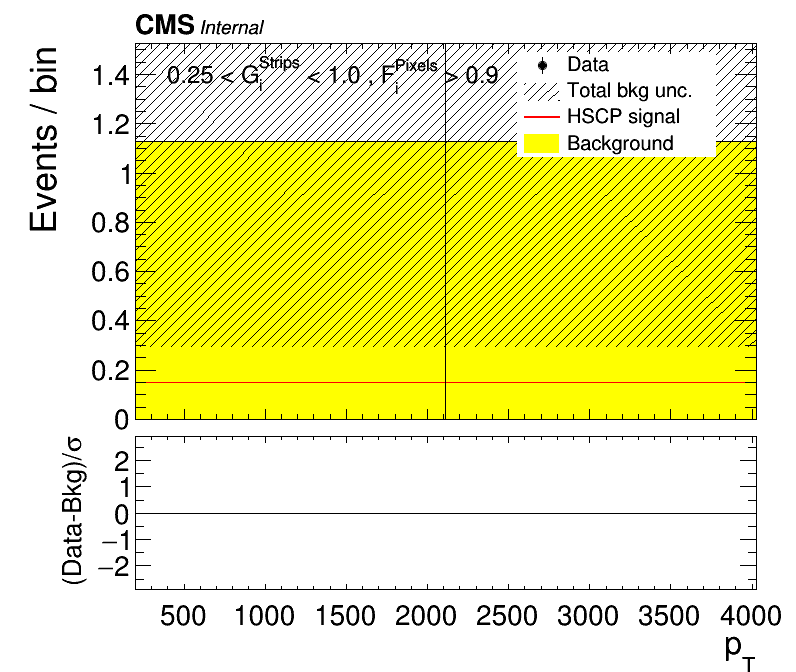 CMS Internal
Events / bin
0.25 < G_i^Strips < 1.0 , F_i^Pixels > 0.9
Data
Total bkg unc.
HSCP signal
Background
1.4
1.2
1
0.8
0.6
0.4
0.2
0
(Data-Bkg)/σ
2
1
0
−1
−2
500 1000 1500 2000 2500 3000 3500 4000
p_T